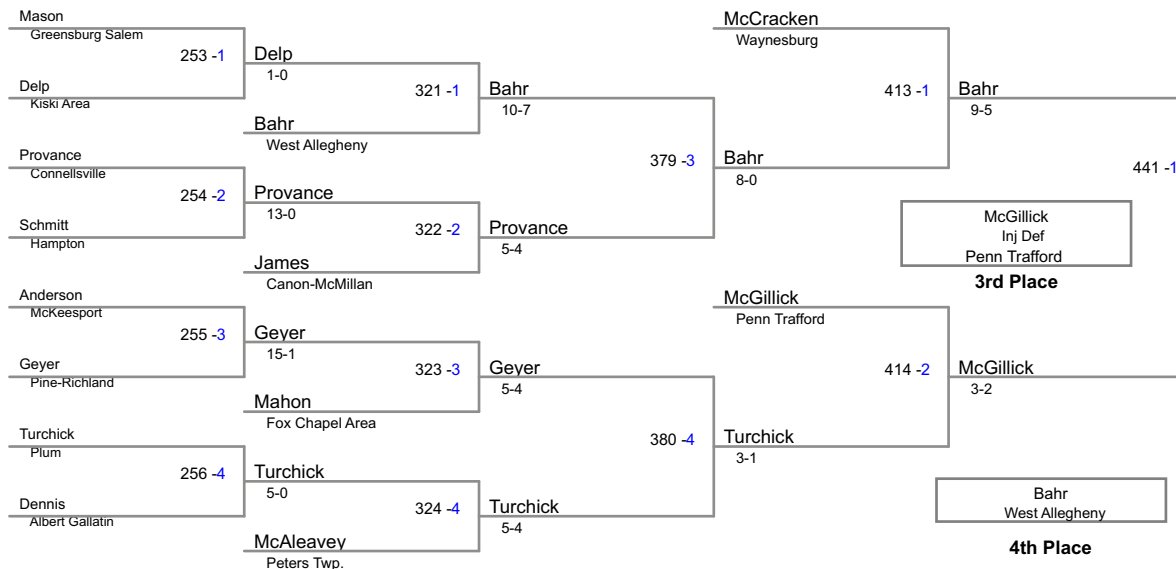 Mason
Greensburg Salem
253 -1
Delp
Kiski Area
Provance
Connellsville
254 -2
Schmitt
Hampton
Anderson
McKeesport
255 -3
Geyer
Pine-Richland
Turchick
Plum
256 -4
Dennis
Albert Gallatin
Delp
1-0
321 -1
Bahr
West Allegheny
Provance
13-0
322 -2
James
Canon-McMillan
Geyer
15-1
323 -3
Mahon
Fox Chapel Area
Turchick
5-0
324 -4
McAleavey
Peters Twp.
Bahr
10-7
379 -3
Provance
5-4
Geyer
5-4
380 -4
Turchick
5-4
McCracken
Waynesburg
413 -1
Bahr
8-0
McGillick
Penn Trafford
414 -2
Turchick
3-1
Bahr
9-5
441 -1
McGillick
3-2
McGillick
Inj Def
Penn Trafford
3rd Place
Bahr
West Allegheny
4th Place